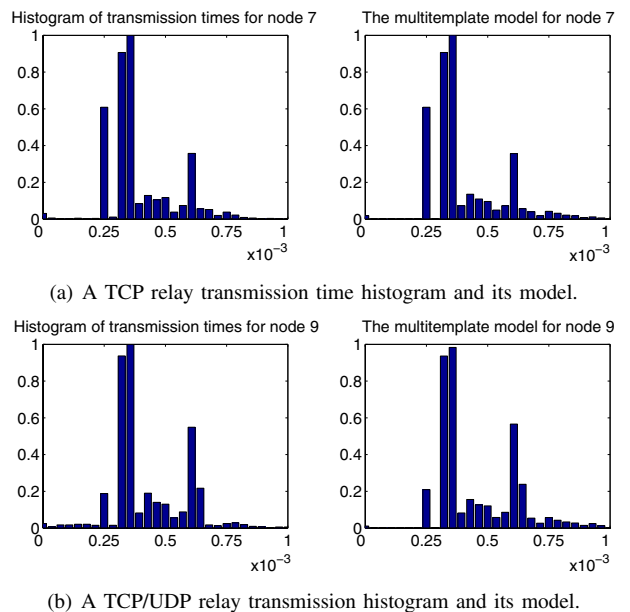 Histogram of transmission times for node 7
The multitemplate model for node 7
1
0.8
0.6
0.4
0.2
0
0 0.25 0.5 0.75 1
x10⁻³
1
0.8
0.6
0.4
0.2
0
0 0.25 0.5 0.75 1
x10⁻³
(a) A TCP relay transmission time histogram and its model.
Histogram of transmission times for node 9
The multitemplate model for node 9
1
0.8
0.6
0.4
0.2
0
0 0.25 0.5 0.75 1
x10⁻³
1
0.8
0.6
0.4
0.2
0
0 0.25 0.5 0.75 1
x10⁻³
(b) A TCP/UDP relay transmission histogram and its model.